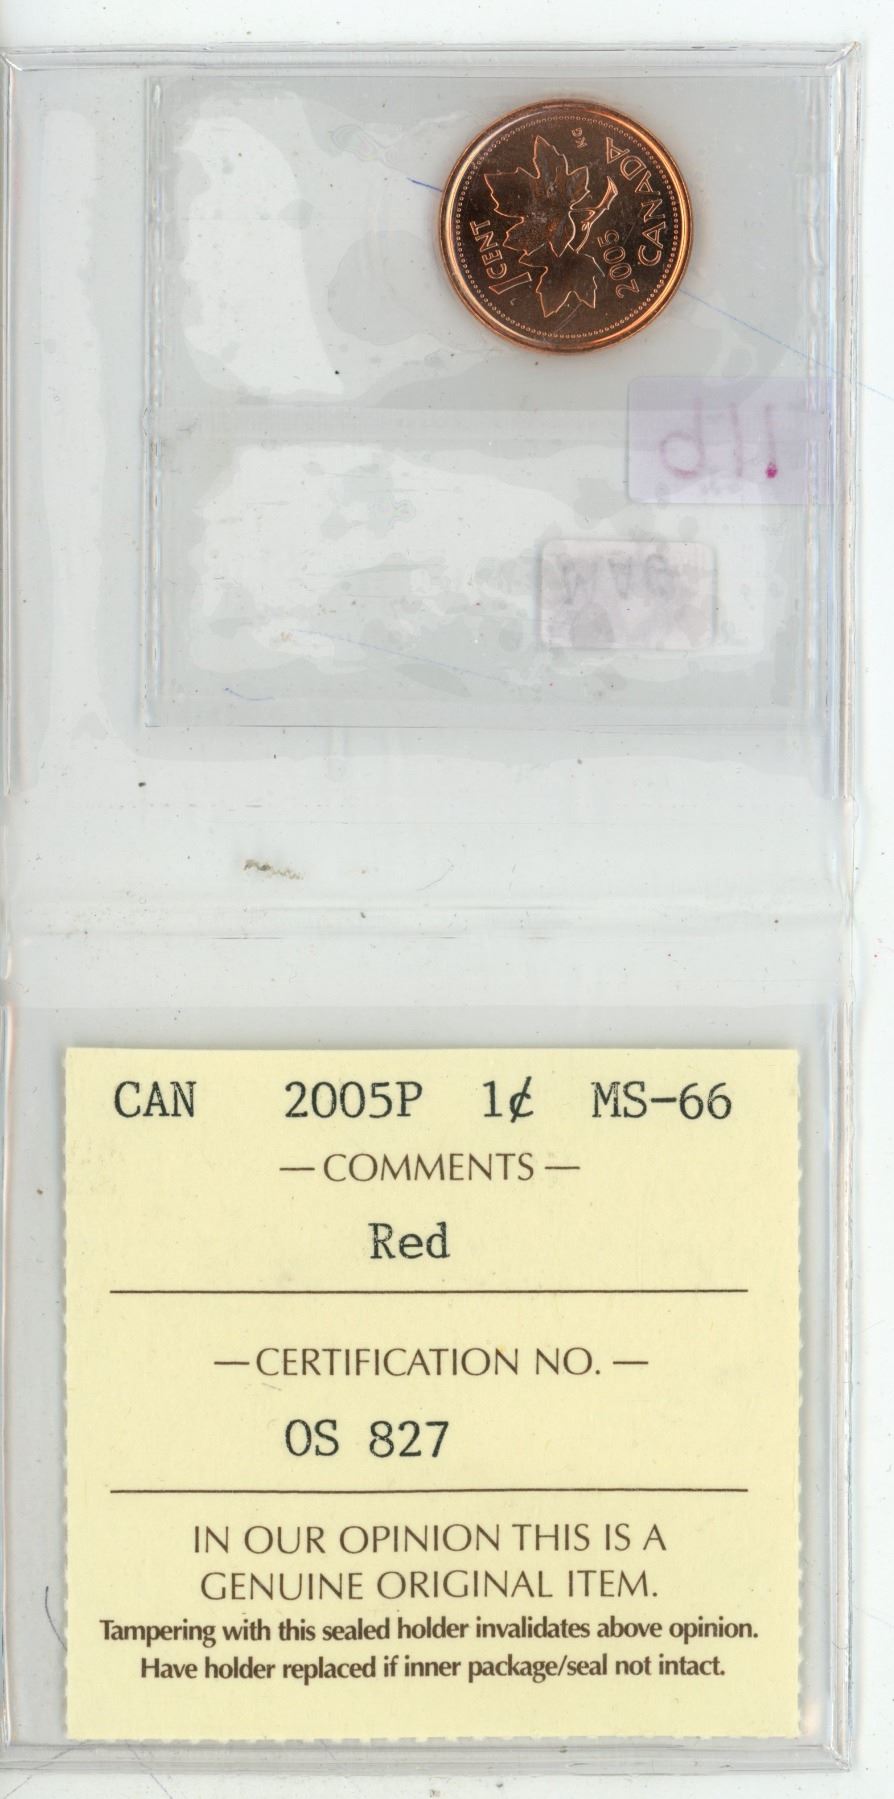 1 CENT
KG
2005
CANADA
CAN 2005P 1¢ MS-66
— COMMENTS —
Red
— CERTIFICATION NO. —
OS 827
IN OUR OPINION THIS IS A
GENUINE ORIGINAL ITEM.
Tampering with this sealed holder invalidates above opinion.
Have holder replaced if inner package/seal not intact.